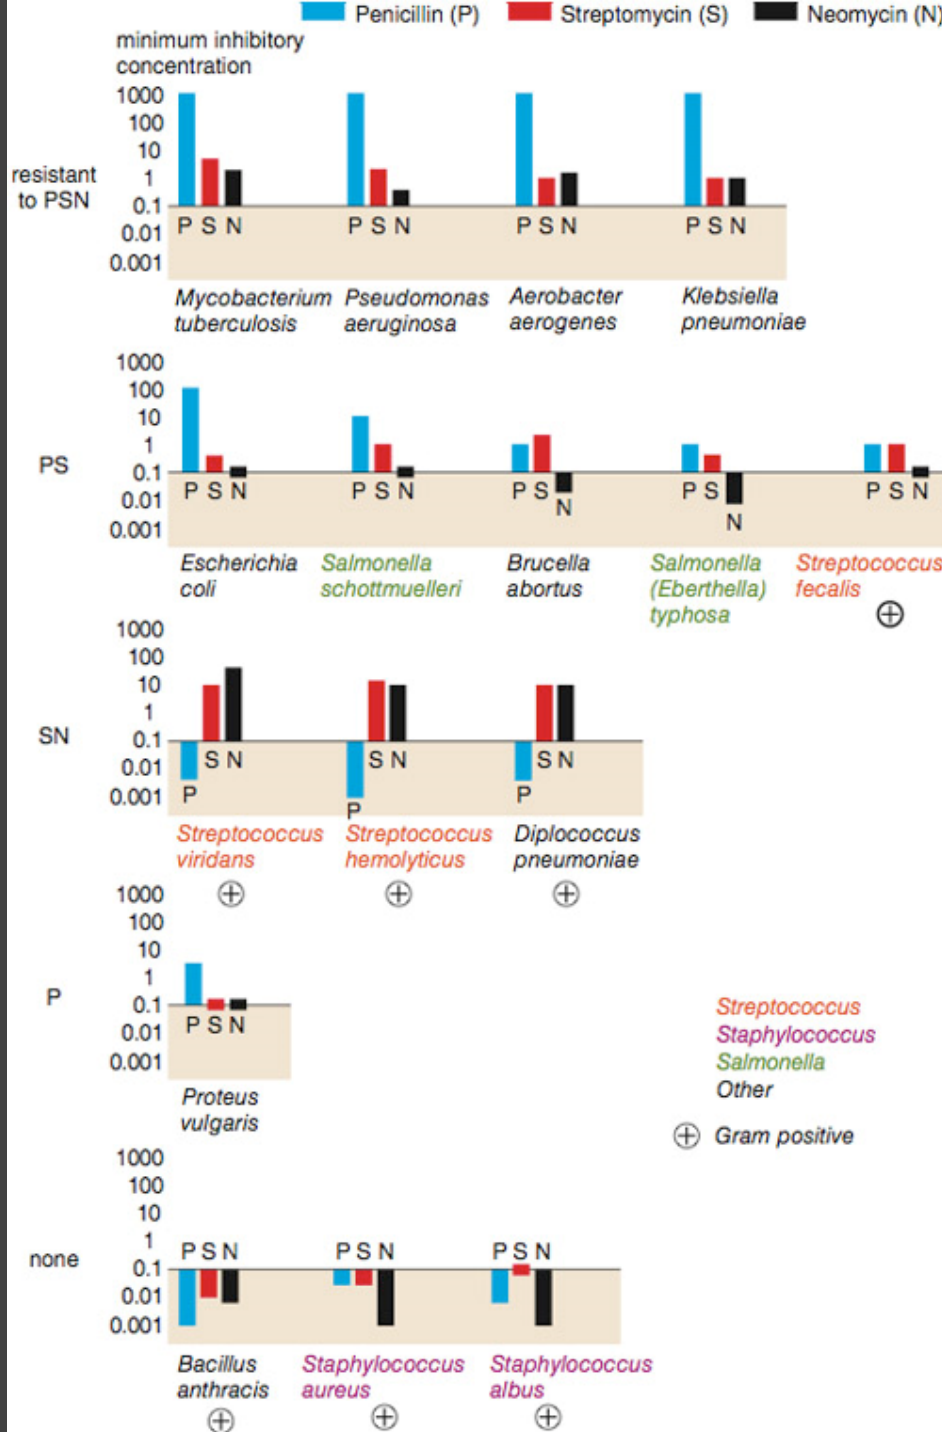 Penicillin (P) Streptomycin (S) Neomycin (N)
minimum inhibitory
concentration
1000
100
10
resistant
to PSN
1
0.1
0.01
0.001
P S N P S N P S N P S N
Mycobacterium
tuberculosis
Pseudomonas
aeruginosa
Aerobacter
aerogenes
Klebsiella
pneumoniae
1000
100
10
1
PS
0.1
0.01
0.001
P S N P S N P S N P S N P S N
Escherichia
coli
Salmonella
schottmuelleri
Brucella
abortus
Salmonella
(Eberthella)
typhosa
Streptococcus
fecalis
1000
100
10
1
SN
0.1
0.01
0.001
P S N P S N P S N
Streptococcus
viridans
Streptococcus
hemolyticus
Diplococcus
pneumoniae
1000
100
10
1
P
0.1
0.01
0.001
P S N
Proteus
vulgaris
Streptococcus
Staphylococcus
Salmonella
Other
Gram positive
1000
100
10
1
none
0.1
0.01
0.001
P S N P S N P S N
Bacillus
anthracis
Staphylococcus
aureus
Staphylococcus
albus